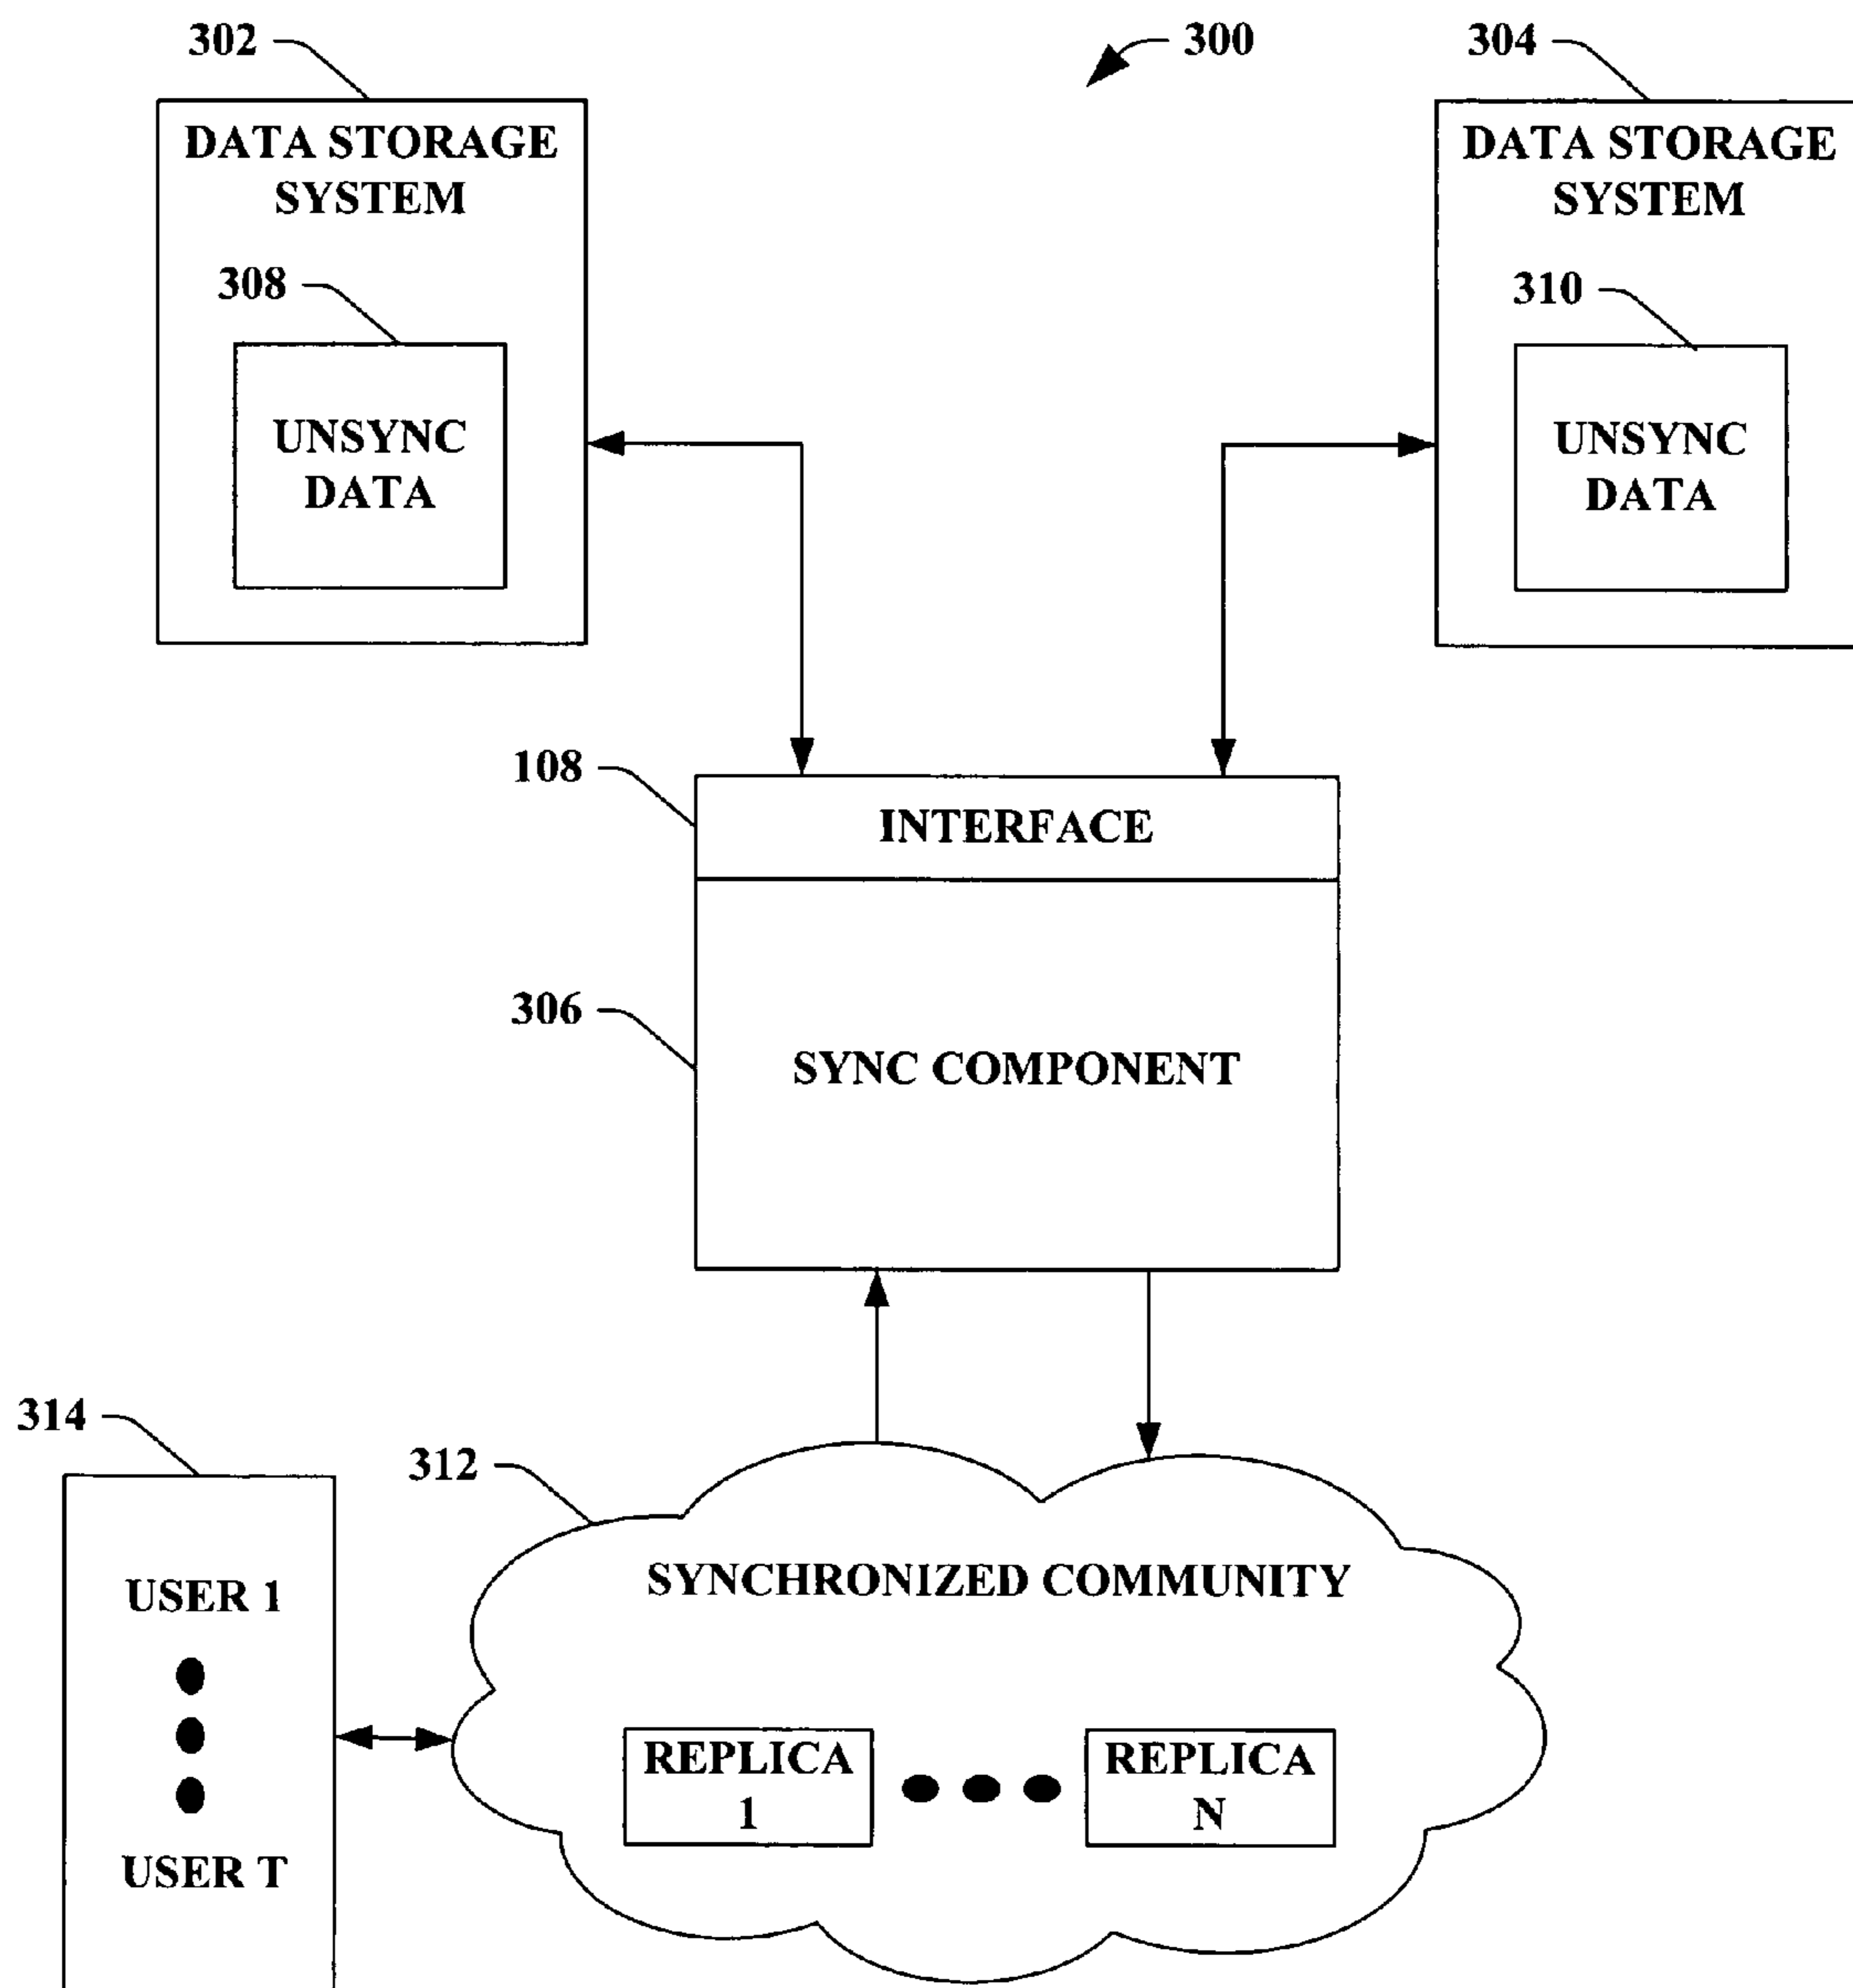 302
300
304
DATA STORAGE
SYSTEM
DATA STORAGE
SYSTEM
308
310
UNSYNC
DATA
UNSYNC
DATA
108
INTERFACE
306
SYNC COMPONENT
314
312
SYNCHRONIZED COMMUNITY
USER 1
USER T
REPLICA
1
REPLICA
N